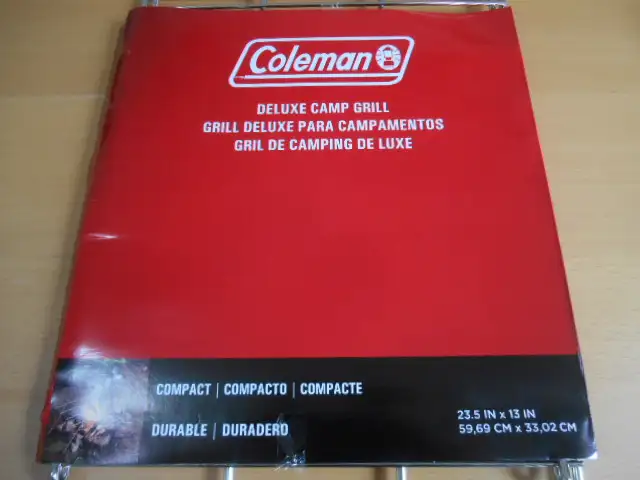 Coleman
DELUXE CAMP GRILL
GRILL DELUXE PARA CAMPAMENTOS
GRIL DE CAMPING DE LUXE
COMPACT | COMPACTO | COMPACTE
DURABLE | DURADERO
23.5 IN x 13 IN
59,69 CM x 33,02 CM